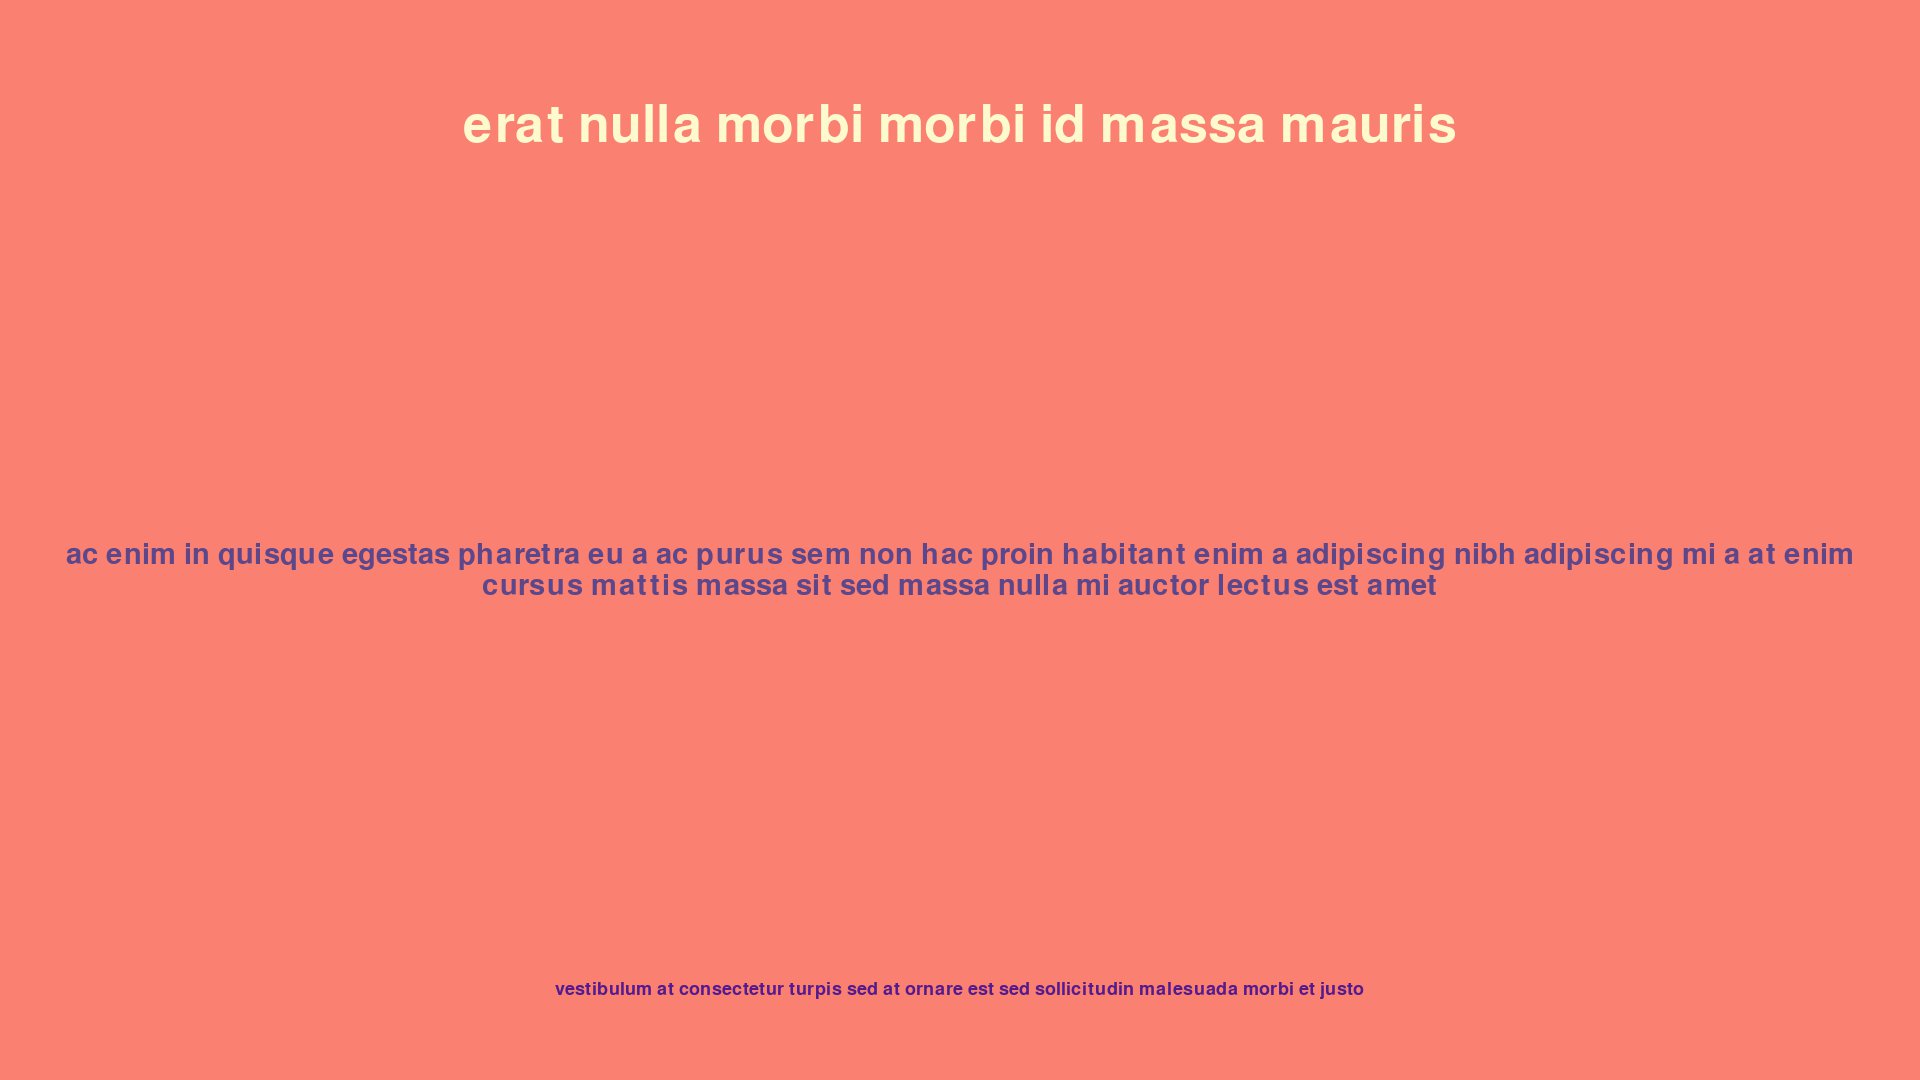 erat nulla morbi morbi id massa mauris
ac enim in quisque egestas pharetra eu a ac purus sem non hac proin habitant enim a adipiscing nibh adipiscing mi a at enim
cursus mattis massa sit sed massa nulla mi auctor lectus est amet
vestibulum at consectetur turpis sed at ornare est sed sollicitudin malesuada morbi et justo